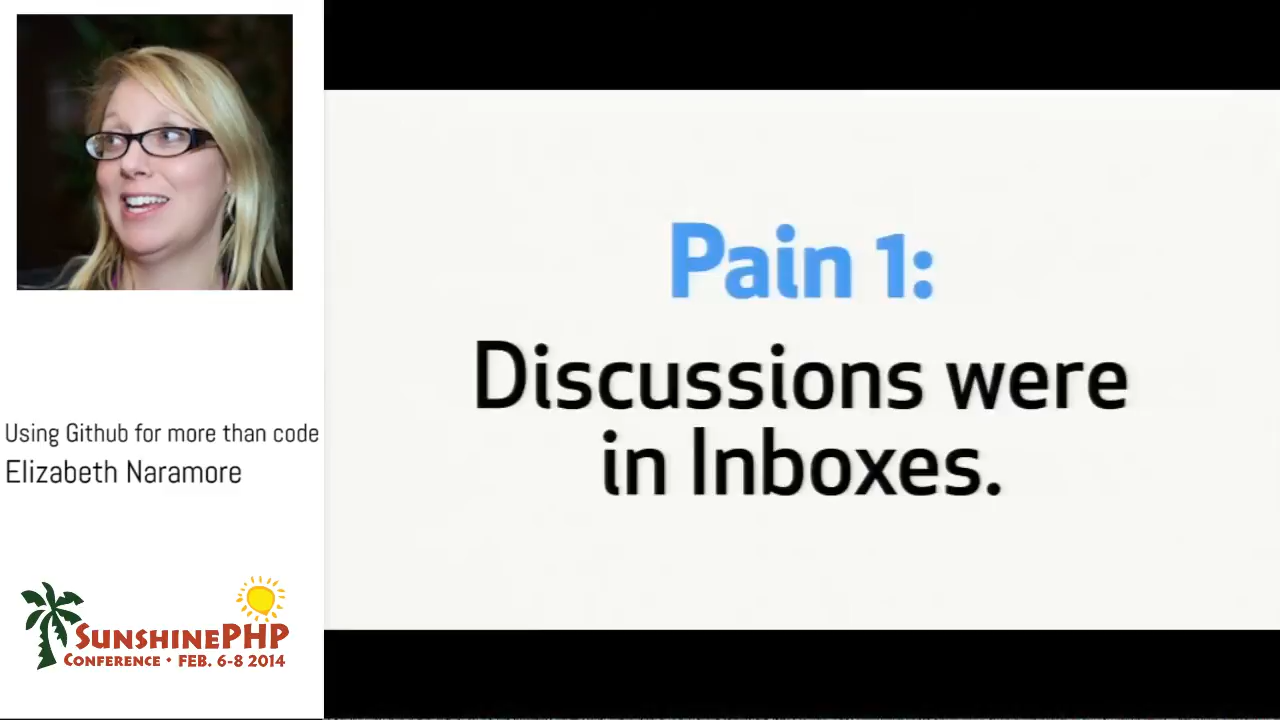 Using Github for more than code
Elizabeth Naramore
SUNSHINEPHP
CONFERENCE • FEB. 6-8 2014
Pain 1:
Discussions were
in Inboxes.